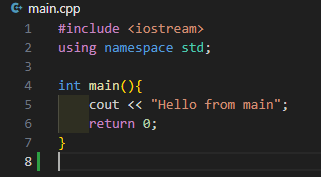 main.cpp
1 #include <iostream>
2 using namespace std;
3
4 int main(){
5     cout << "Hello from main";
6     return 0;
7 }
8